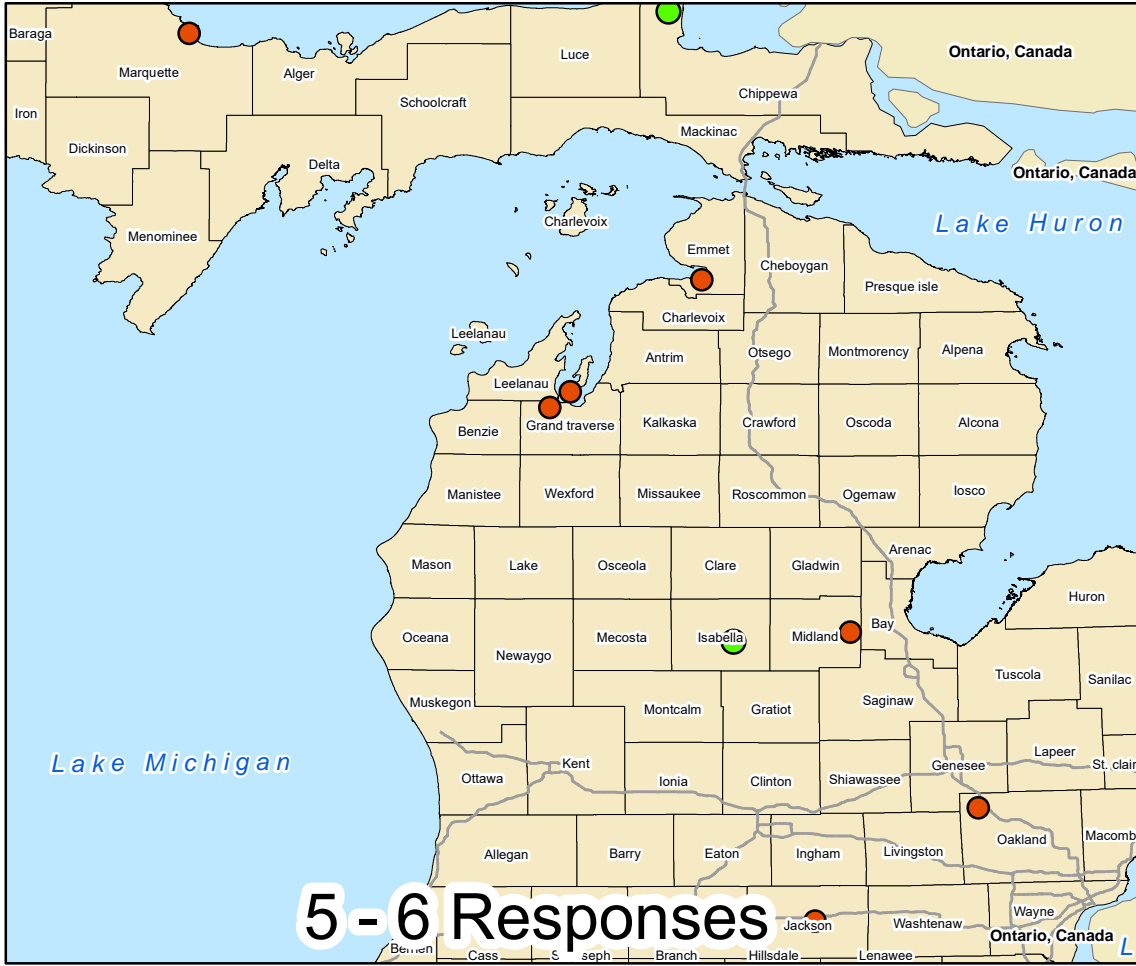 Baraga
Marquette
Alger
Luce
Ontario, Canada
Iron
Schoolcraft
Chippewa
Dickinson
Mackinac
Delta
Ontario, Canada
Menominee
Charlevoix
Lake Huron
Emmet
Cheboygan
Presque isle
Charlevoix
Leelanau
Antrim
Otsego
Montmorency
Alpena
Leelanau
Benzie
Grand traverse
Kalkaska
Crawford
Oscoda
Alcona
Manistee
Wexford
Missaukee
Roscommon
Ogemaw
Iosco
Arenac
Mason
Lake
Osceola
Clare
Gladwin
Huron
Oceana
Newaygo
Mecosta
Isabella
Midland
Bay
Tuscola
Sanilac
Muskegon
Montcalm
Gratiot
Saginaw
Lake Michigan
Ottawa
Kent
Ionia
Clinton
Shiawassee
Genesee
Lapeer
St. clair
Allegan
Barry
Eaton
Ingham
Livingston
Oakland
Macomb
5 - 6 Responses
Jackson
Washtenaw
Wayne
Ontario, Canada
Cass
Branch
Hillsdale
Lenawee
L